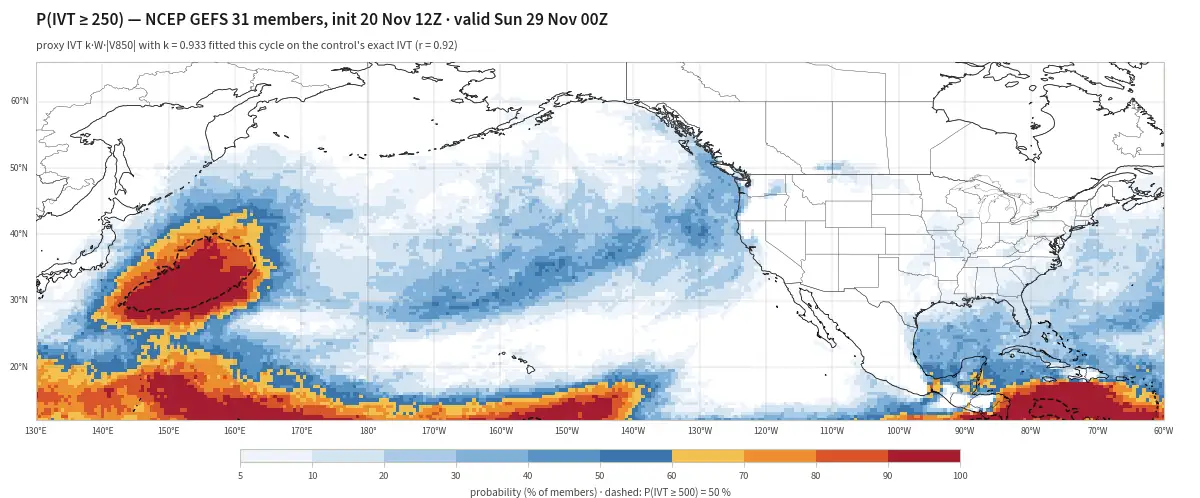 P(IVT ≥ 250) — NCEP GEFS 31 members, init 20 Nov 12Z · valid Sun 29 Nov 00Z
proxy IVT k·W·|V850| with k = 0.933 fitted this cycle on the control's exact IVT (r = 0.92)
60°N
50°N
40°N
30°N
20°N
130°E 140°E 150°E 160°E 170°E 180° 170°W 160°W 150°W 140°W 130°W 120°W 110°W 100°W 90°W 80°W 70°W 60°W
5 10 20 30 40 50 60 70 80 90 100
probability (% of members) · dashed: P(IVT ≥ 500) = 50 %